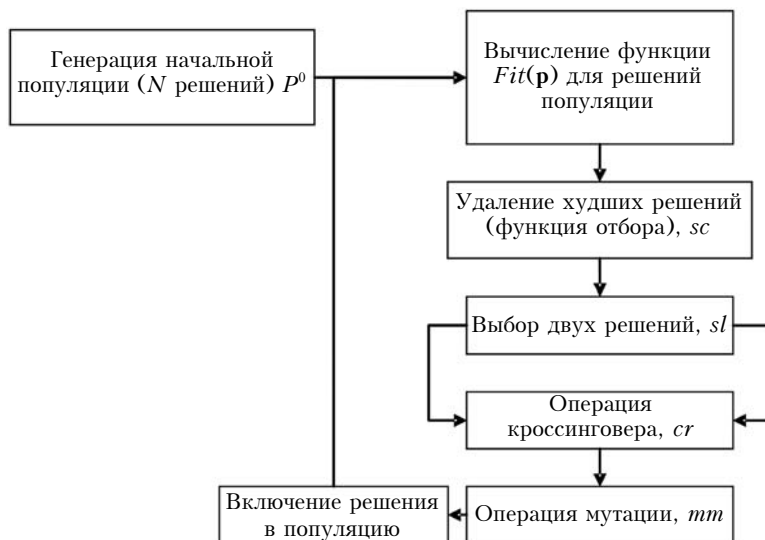 Генерация начальной
популяции (N решений) P⁰
Вычисление функции
Fit(p) для решений
популяции
Удаление худших решений
(функция отбора), sc
Выбор двух решений, sl
Операция
кроссинговера, cr
Операция мутации, mm
Включение решения
в популяцию